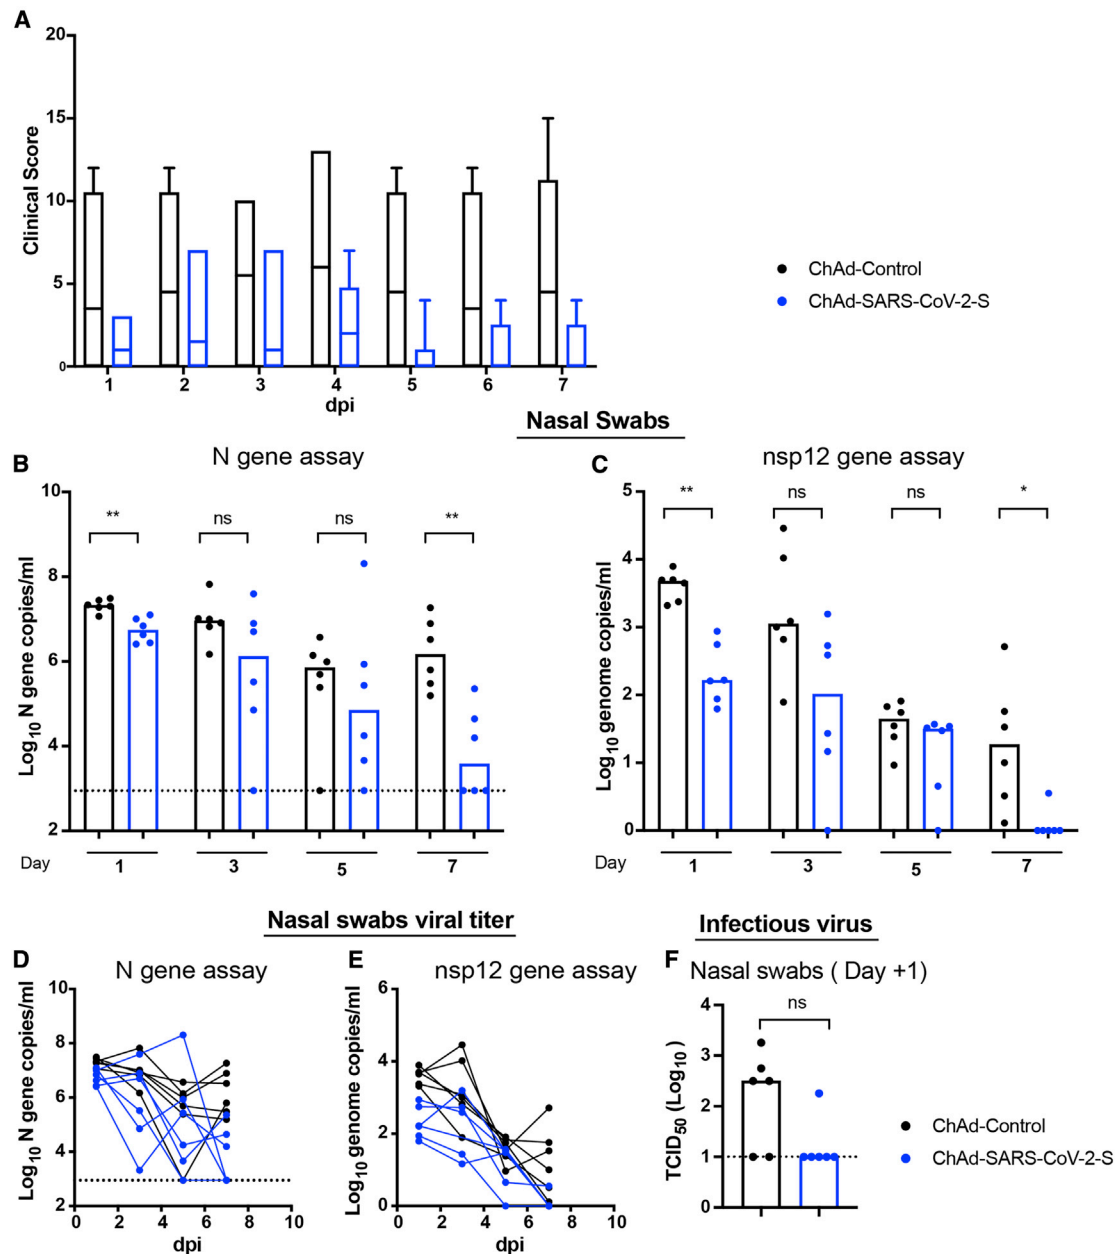 A
20
15
10
5
0
Clinical Score
1 2 3 4 5 6 7
dpi
ChAd-Control
ChAd-SARS-CoV-2-S
Nasal Swabs
B
N gene assay
10
8
6
4
2
Log10 N gene copies/ml
** ns ns **
Day 1 3 5 7
C
nsp12 gene assay
5
4
3
2
1
0
Log10 genome copies/ml
** ns ns *
Day 1 3 5 7
Nasal swabs viral titer
D
N gene assay
10
8
6
4
2
Log10 N gene copies/ml
0 2 4 6 8 10
dpi
E
nsp12 gene assay
6
4
2
0
Log10 genome copies/ml
0 2 4 6 8 10
dpi
Infectious virus
F
Nasal swabs ( Day +1)
4
3
2
1
0
TCID50 (Log10)
ns
ChAd-Control
ChAd-SARS-CoV-2-S